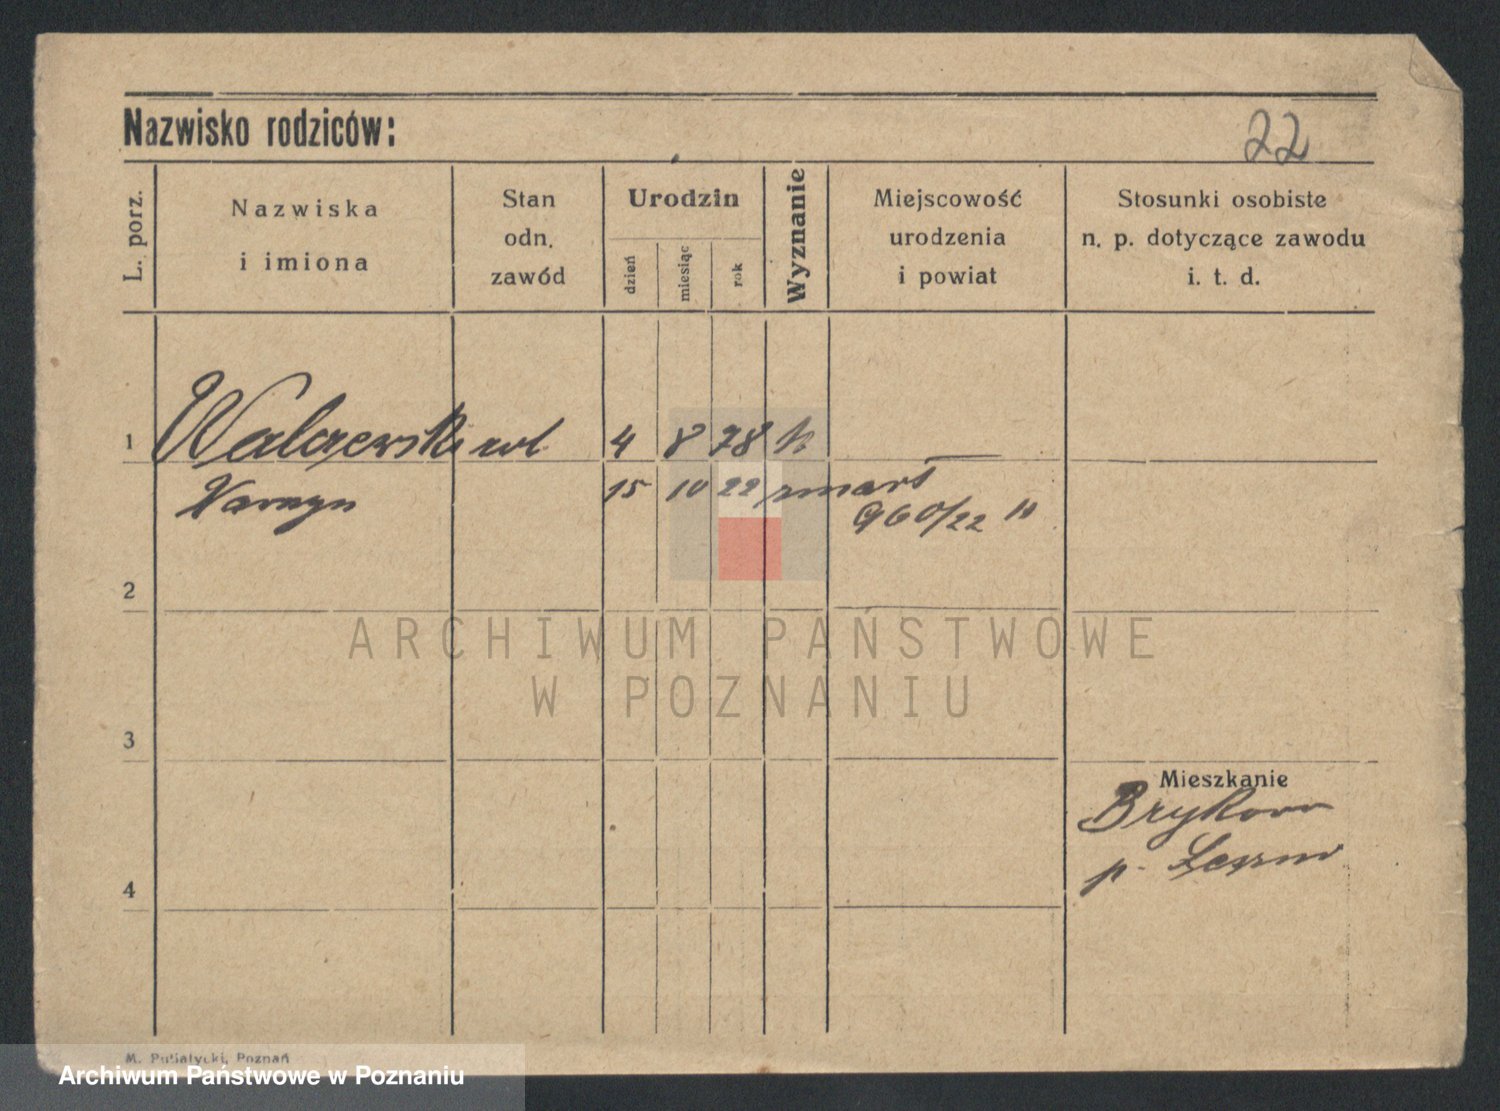 Nazwisko rodziców:
22
L. porz.
Nazwiska
i imiona
Stan
odn.
zawód
Urodzin
dzień
miesiąc
rok
Wyznanie
Miejscowość
urodzenia
i powiat
Stosunki osobiste
n. p. dotyczące zawodu
i. t. d.
1
4 8 78
15 10 22 zmarł
960/22
2
ARCHIWUM PAŃSTWOWE
W POZNANIU
3
Mieszkanie
p.
4
M. Poznań
Archiwum Państwowe w Poznaniu